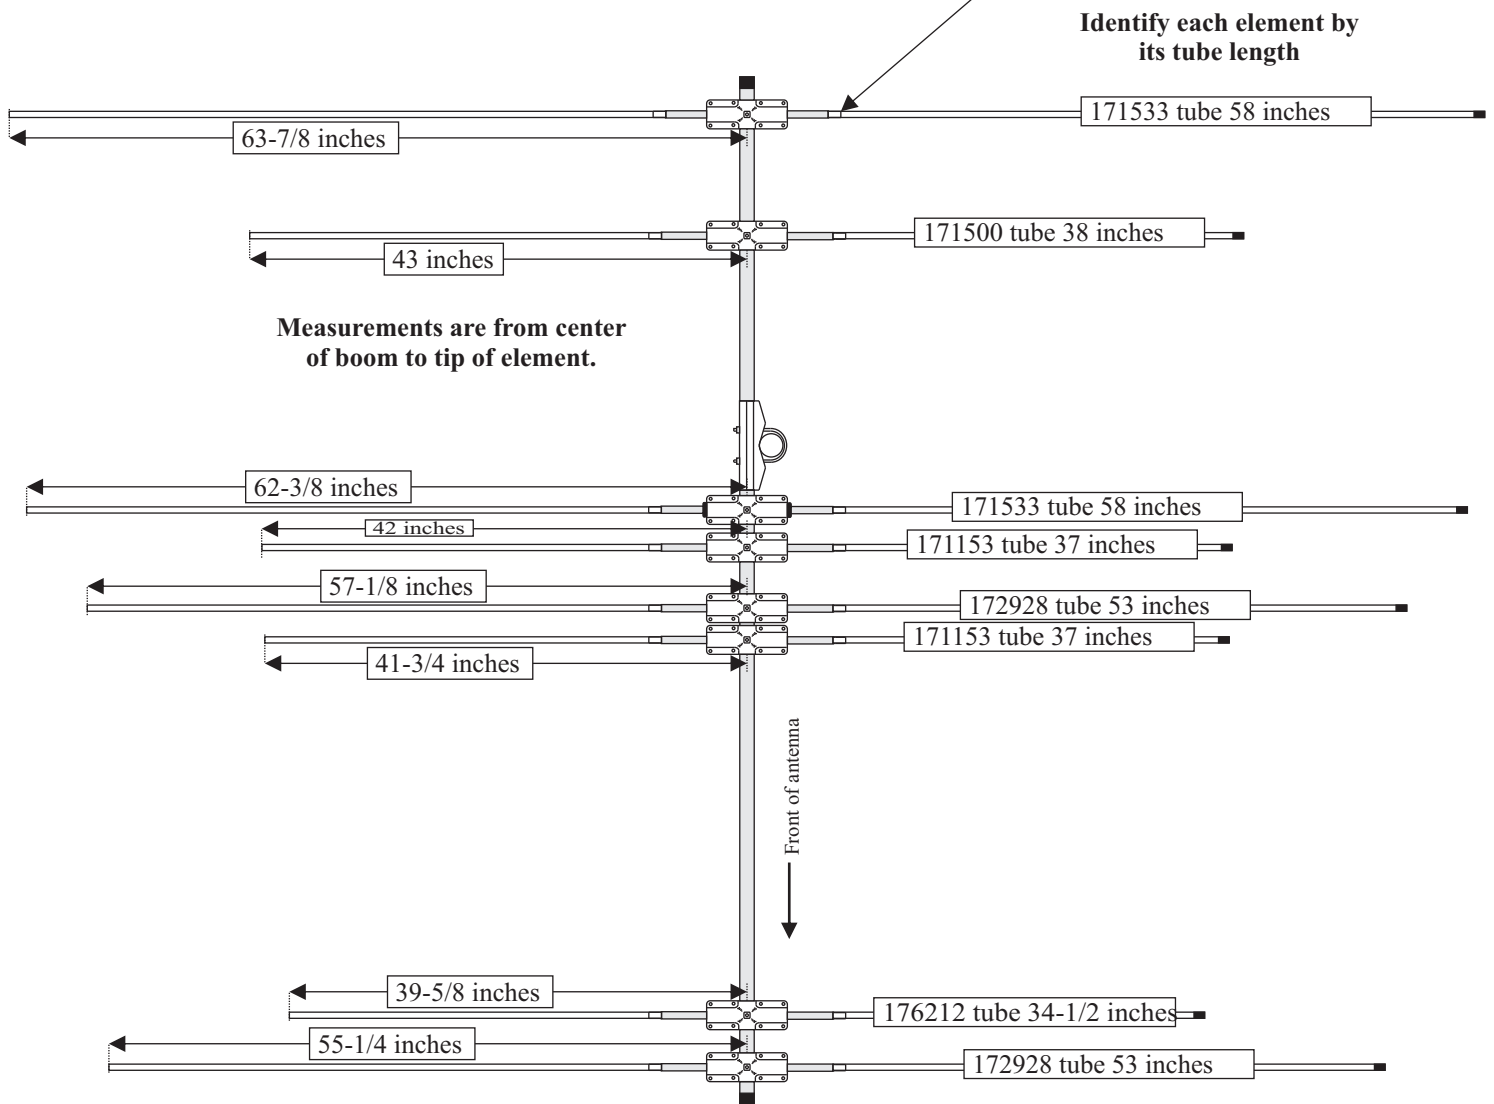 Identify each element by
its tube length
171533 tube 58 inches
63-7/8 inches
171500 tube 38 inches
43 inches
Measurements are from center
of boom to tip of element.
62-3/8 inches
171533 tube 58 inches
42 inches
171153 tube 37 inches
57-1/8 inches
172928 tube 53 inches
171153 tube 37 inches
41-3/4 inches
Front of antenna
39-5/8 inches
176212 tube 34-1/2 inches
55-1/4 inches
172928 tube 53 inches